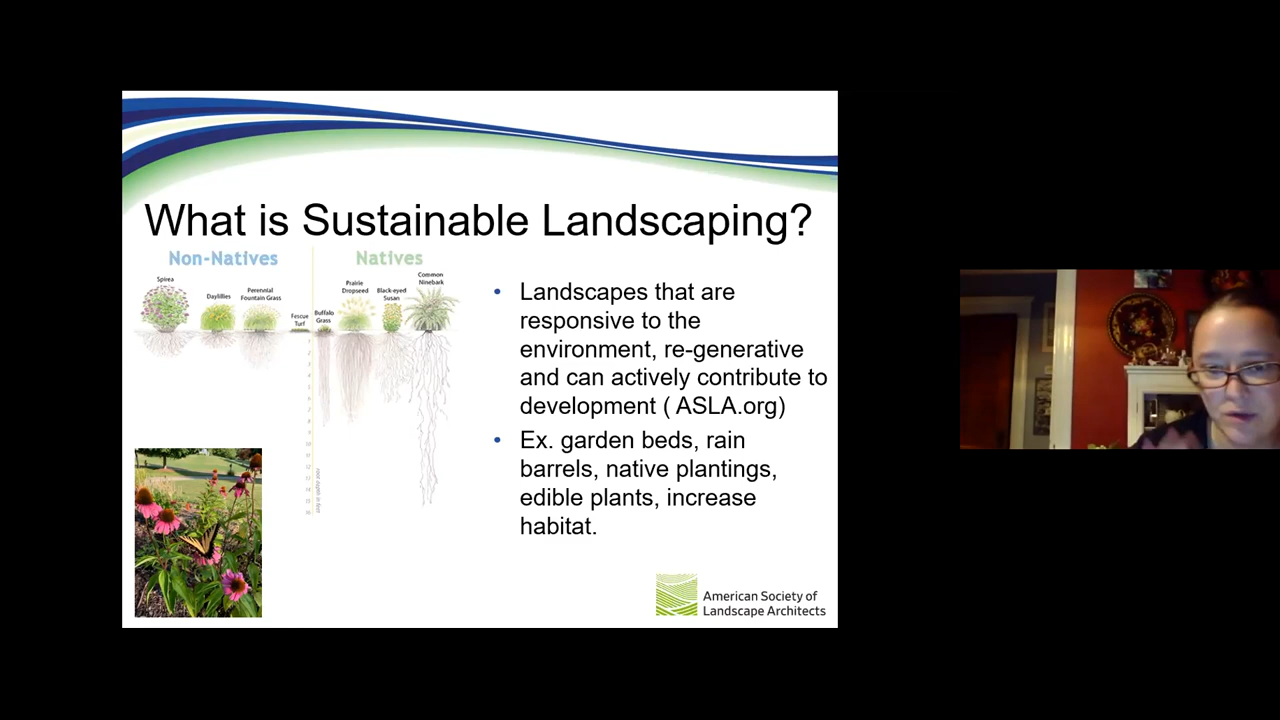 What is Sustainable Landscaping?
Non-Natives
Natives
Spirea
Daylilies
Perennial
Fountain Grass
Fescue
Turf
Buffalo
Grass
Prairie
Dropseed
Black-eyed
Susan
Common
Ninebark
• Landscapes that are
responsive to the
environment, re-generative
and can actively contribute to
development ( ASLA.org)
• Ex. garden beds, rain
barrels, native plantings,
edible plants, increase
habitat.
American Society of
Landscape Architects